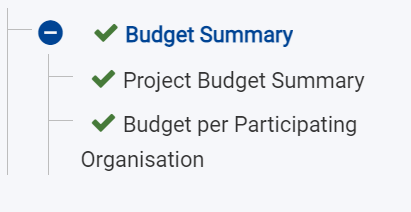 Budget Summary
Project Budget Summary
Budget per Participating
Organisation